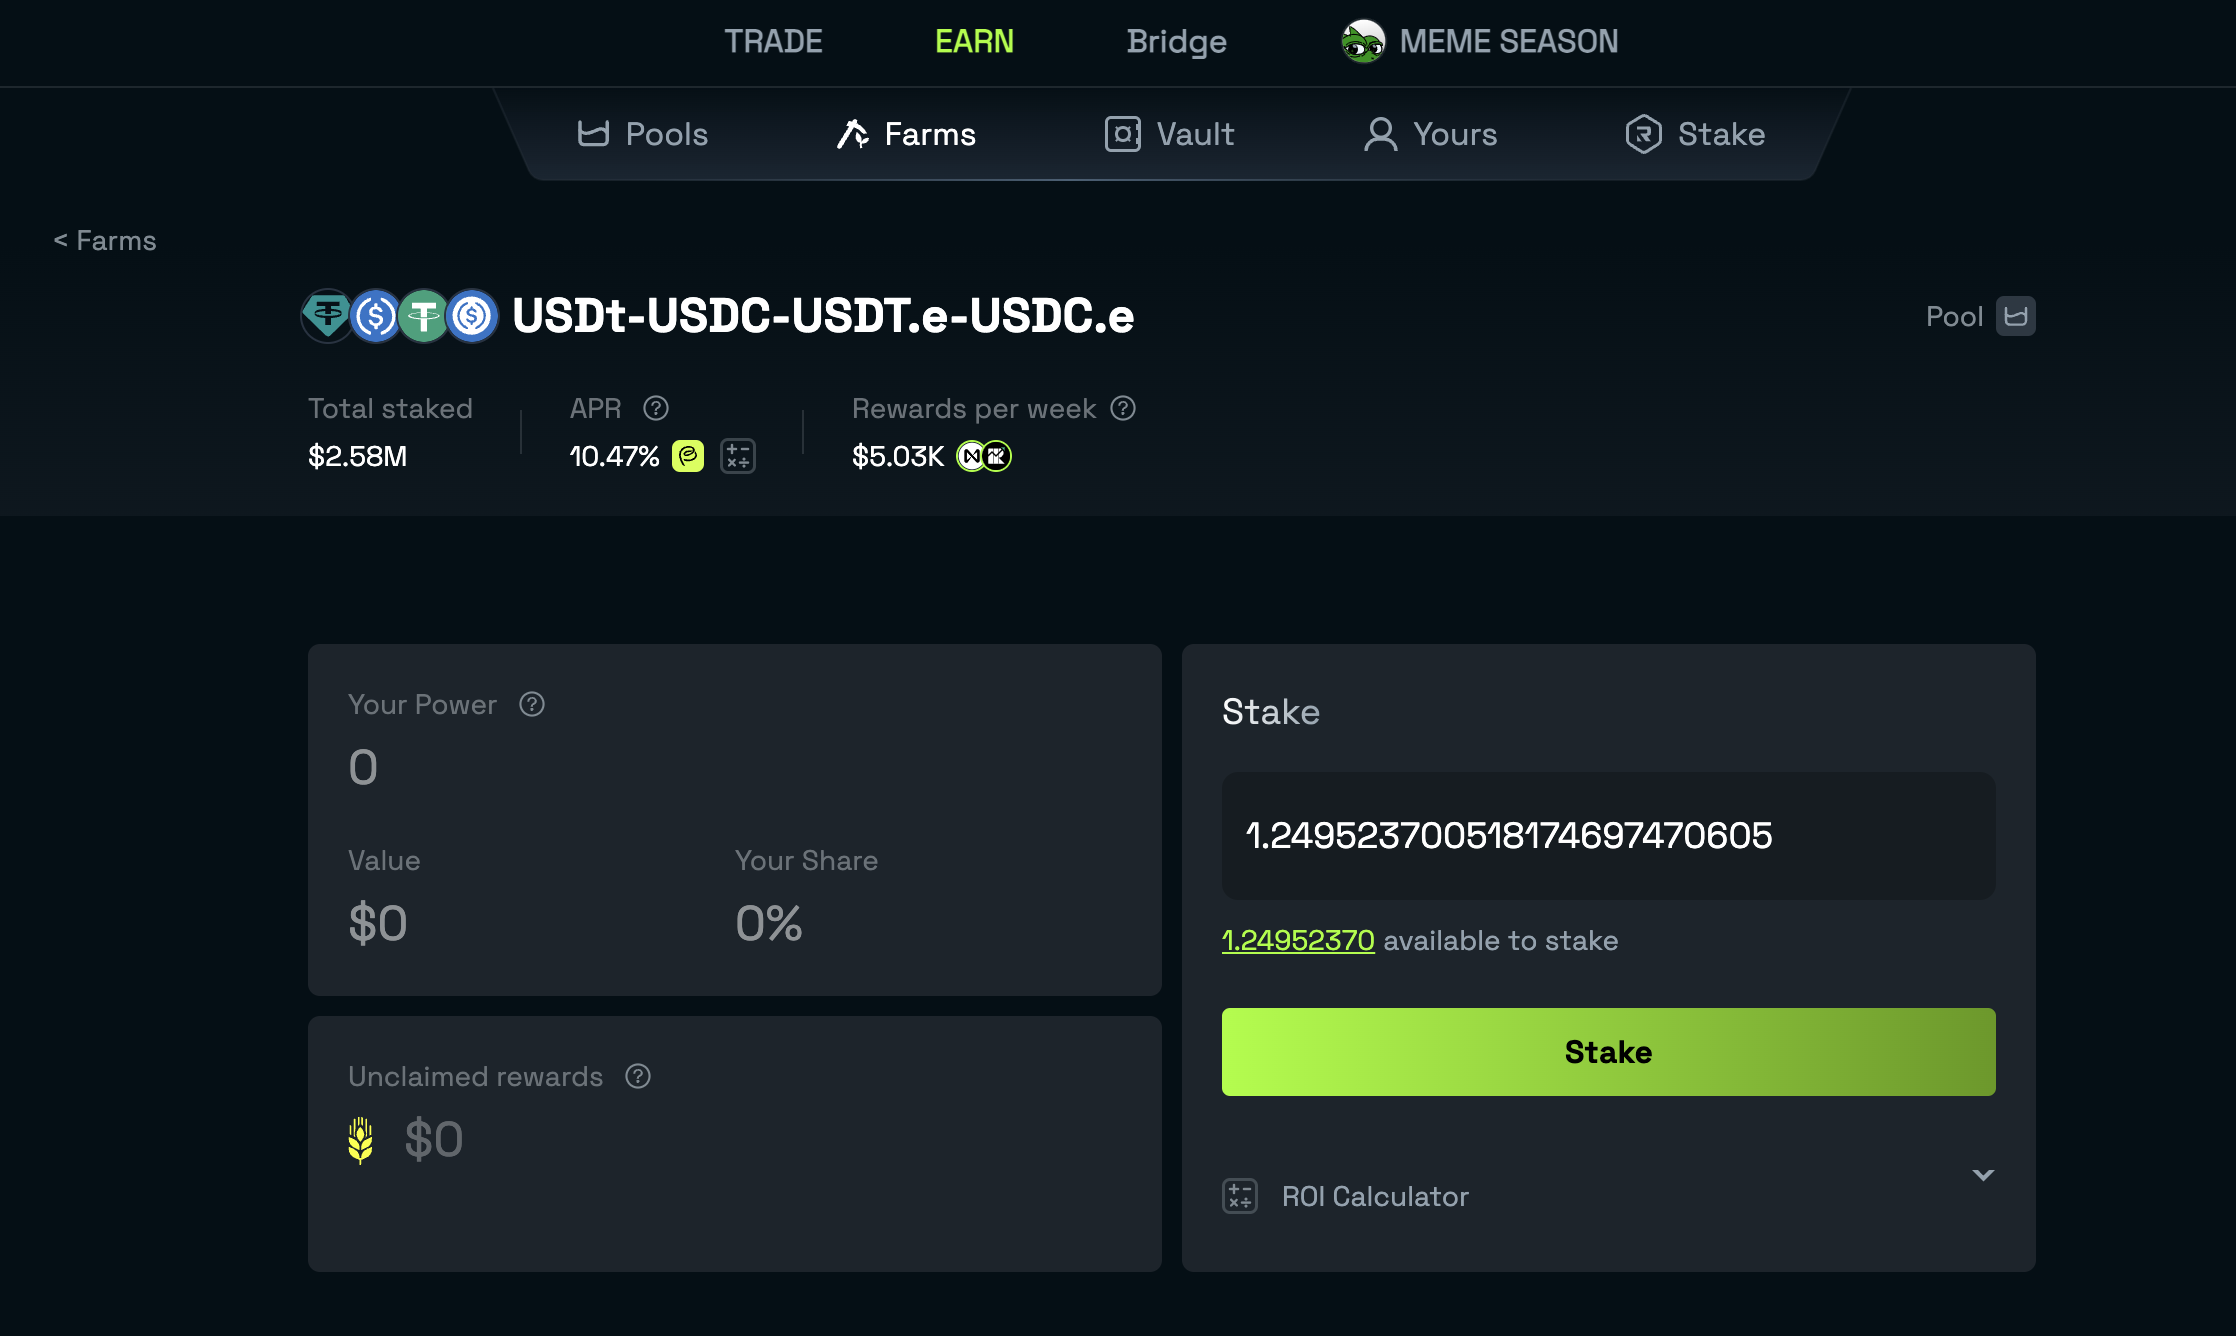 TRADE EARN Bridge MEME SEASON
Pools Farms Vault Yours Stake
< Farms
USDt-USDC-USDT.e-USDC.e
Pool
Total staked APR Rewards per week
$2.58M 10.47% $5.03K
Your Power
0
Value Your Share
$0 0%
Unclaimed rewards
$0
Stake
1.249523700518174697470605
1.24952370 available to stake
Stake
ROI Calculator